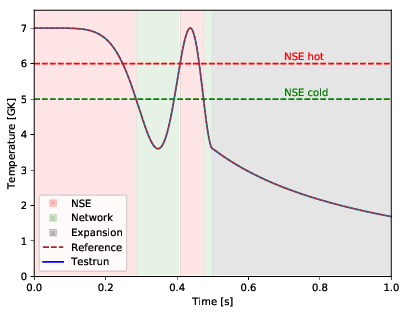 7
6
5
4
3
2
1
0
Temperature [GK]
NSE hot
NSE cold
NSE
Network
Expansion
Reference
Testrun
0.0 0.2 0.4 0.6 0.8 1.0
Time [s]